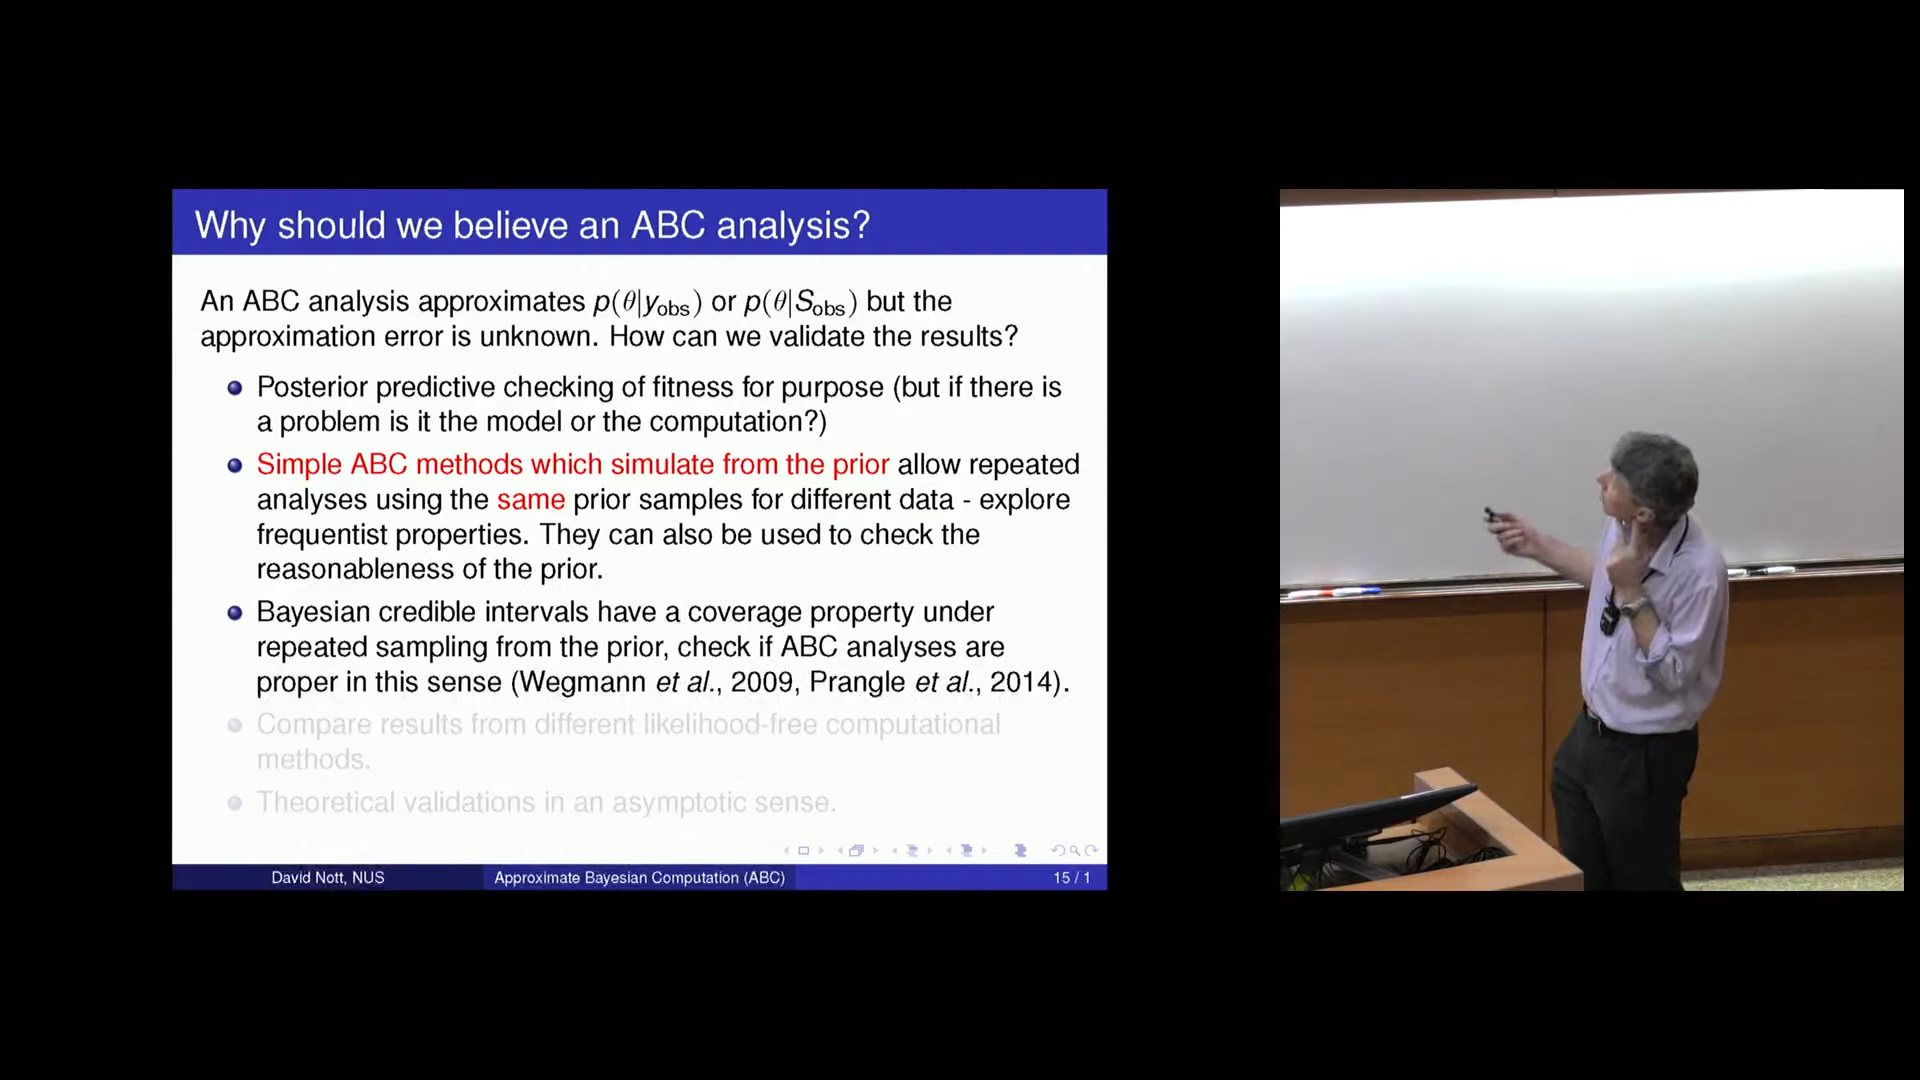 Why should we believe an ABC analysis?
An ABC analysis approximates p(θ|y_obs) or p(θ|S_obs) but the
approximation error is unknown. How can we validate the results?
Posterior predictive checking of fitness for purpose (but if there is
a problem is it the model or the computation?)
Simple ABC methods which simulate from the prior allow repeated
analyses using the same prior samples for different data - explore
frequentist properties. They can also be used to check the
reasonableness of the prior.
Bayesian credible intervals have a coverage property under
repeated sampling from the prior, check if ABC analyses are
proper in this sense (Wegmann et al., 2009, Prangle et al., 2014).
Compare results from different likelihood-free computational
methods.
Theoretical validations in an asymptotic sense.
David Nott, NUS
Approximate Bayesian Computation (ABC)
15 / 1